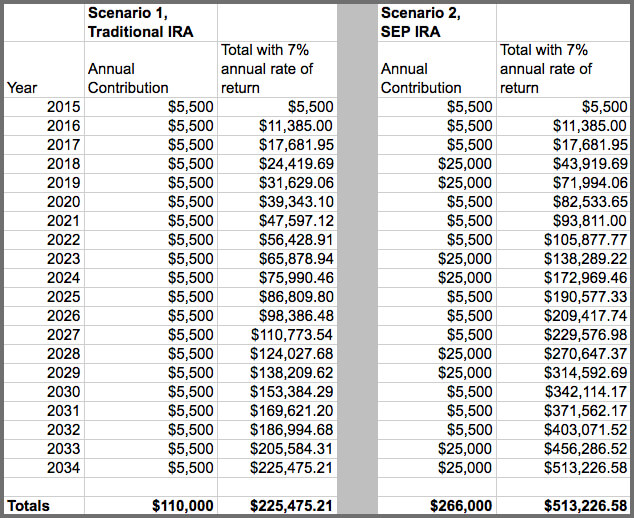 Scenario 1, Scenario 2,
Traditional IRA SEP IRA
Total with 7% Total with 7%
Annual annual rate of Annual annual rate of
Year Contribution return Contribution return
2015 $5,500 $5,500 $5,500 $5,500
2016 $5,500 $11,385.00 $5,500 $11,385.00
2017 $5,500 $17,681.95 $5,500 $17,681.95
2018 $5,500 $24,419.69 $25,000 $43,919.69
2019 $5,500 $31,629.06 $25,000 $71,994.06
2020 $5,500 $39,343.10 $5,500 $82,533.65
2021 $5,500 $47,597.12 $5,500 $93,811.00
2022 $5,500 $56,428.91 $5,500 $105,877.77
2023 $5,500 $65,878.94 $25,000 $138,289.22
2024 $5,500 $75,990.46 $25,000 $172,969.46
2025 $5,500 $86,809.80 $5,500 $190,577.33
2026 $5,500 $98,386.48 $5,500 $209,417.74
2027 $5,500 $110,773.54 $5,500 $229,576.98
2028 $5,500 $124,027.68 $25,000 $270,647.37
2029 $5,500 $138,209.62 $25,000 $314,592.69
2030 $5,500 $153,384.29 $5,500 $342,114.17
2031 $5,500 $169,621.20 $5,500 $371,562.17
2032 $5,500 $186,994.68 $5,500 $403,071.52
2033 $5,500 $205,584.31 $25,000 $456,286.52
2034 $5,500 $225,475.21 $25,000 $513,226.58
Totals $110,000 $225,475.21 $266,000 $513,226.58